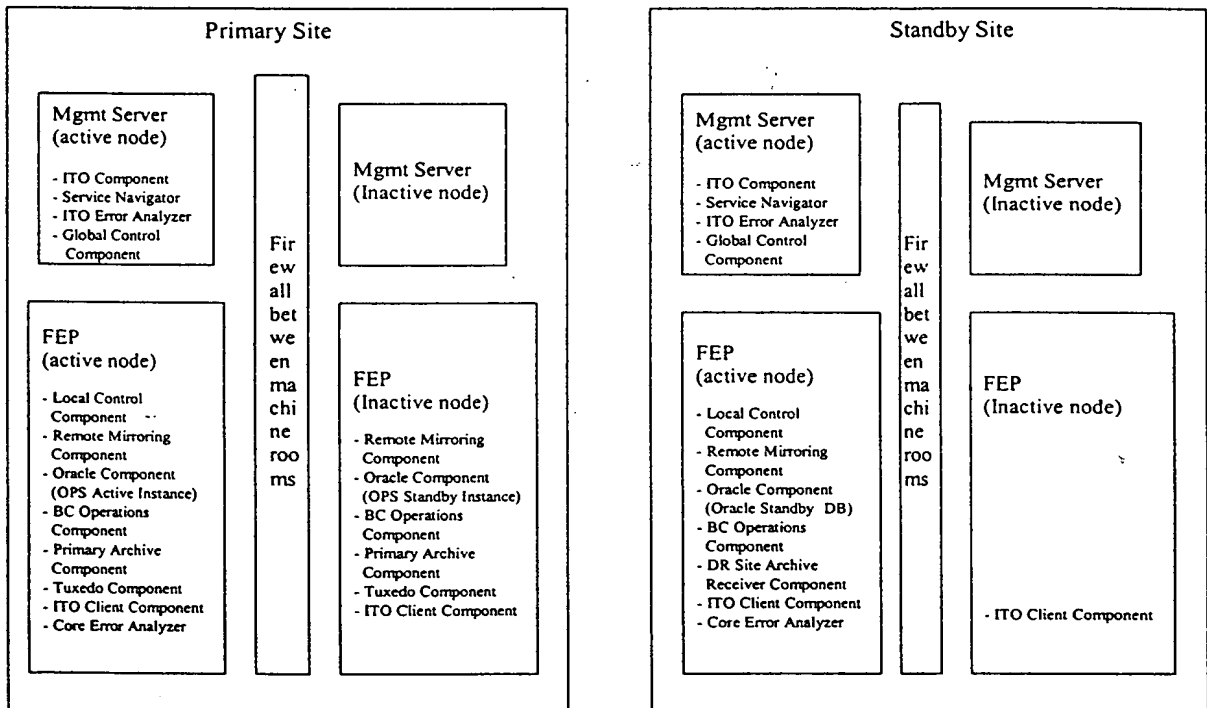 Primary Site
Mgmt Server
(active node)
- ITO Component
- Service Navigator
- ITO Error Analyzer
- Global Control
Component
FEP
(active node)
- Local Control
Component
- Remote Mirroring
Component
- Oracle Component
(OPS Active Instance)
- BC Operations
Component
- Primary Archive
Component
- Tuxedo Component
- ITO Client Component
- Core Error Analyzer
Fir
ew
all
bet
we
en
ma
chi
ne
roo
ms
Mgmt Server
(Inactive node)
FEP
(Inactive node)
- Remote Mirroring
Component
- Oracle Component
(OPS Standby Instance)
- BC Operations
Component
- Primary Archive
Component
- Tuxedo Component
- ITO Client Component
Standby Site
Mgmt Server
(active node)
- ITO Component
- Service Navigator
- ITO Error Analyzer
- Global Control
Component
FEP
(active node)
- Local Control
Component
- Remote Mirroring
Component
- Oracle Component
(Oracle Standby DB)
- BC Operations
Component
- DR Site Archive
Receiver Component
- ITO Client Component
- Core Error Analyzer
Fir
ew
all
bet
we
en
ma
chi
ne
roo
ms
Mgmt Server
(Inactive node)
FEP
(Inactive node)
- ITO Client Component